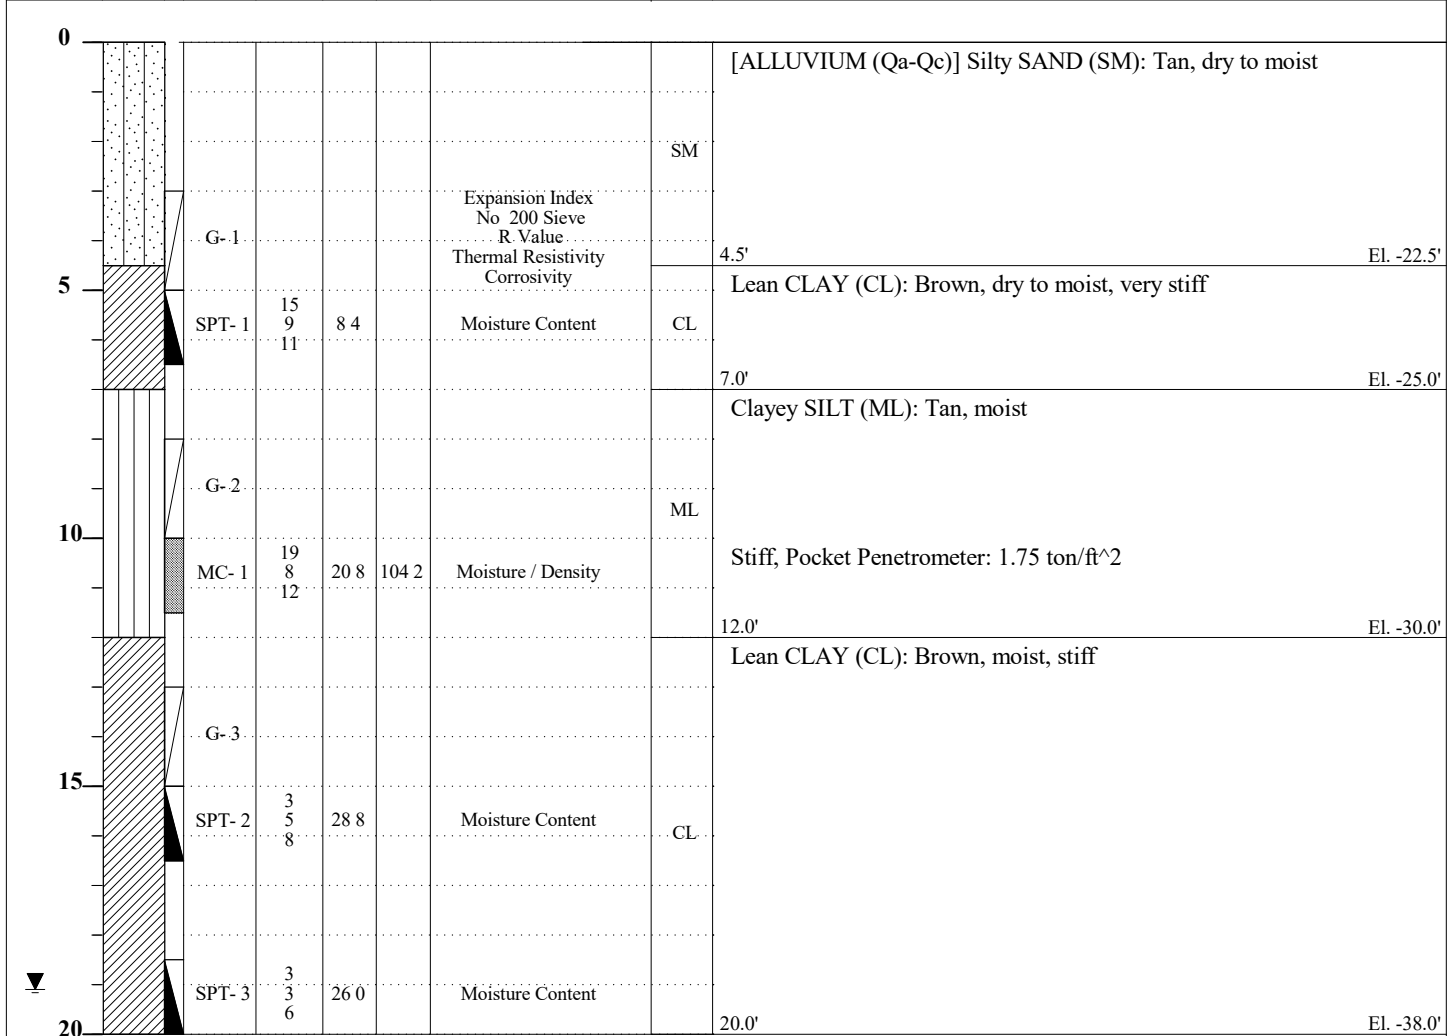 0
[ALLUVIUM (Qa-Qc)] Silty SAND (SM): Tan, dry to moist
SM
Expansion Index
No 200 Sieve
G- 1
R Value
Thermal Resistivity
4.5'
El. -22.5'
Corrosivity
5
Lean CLAY (CL): Brown, dry to moist, very stiff
15
SPT- 1
9
8 4
Moisture Content
CL
11
7.0'
El. -25.0'
Clayey SILT (ML): Tan, moist
G- 2
ML
10
19
Stiff, Pocket Penetrometer: 1.75 ton/ft^2
MC- 1
8
20 8
104 2
Moisture / Density
12
12.0'
El. -30.0'
Lean CLAY (CL): Brown, moist, stiff
G- 3
15
3
SPT- 2
5
28 8
Moisture Content
CL
8
3
SPT- 3
3
26 0
Moisture Content
6
20
20.0'
El. -38.0'